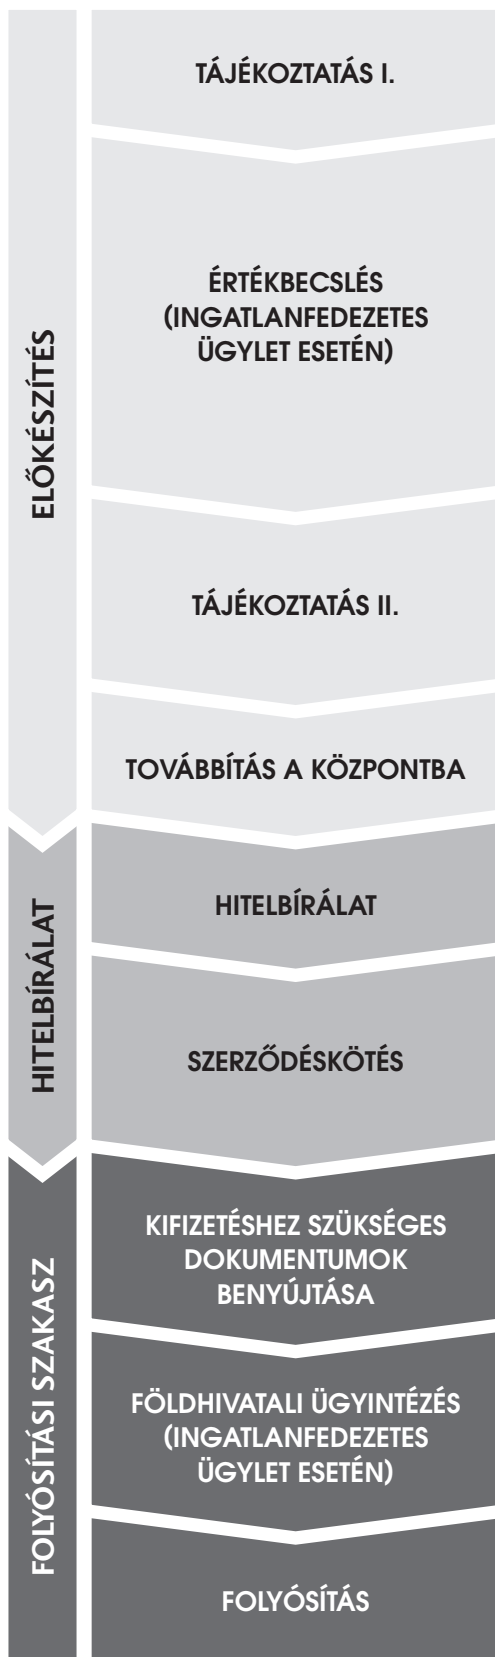 ELŐKÉSZÍTÉS
TÁJÉKOZTATÁS I.
ÉRTÉKBECSLÉS
(INGATLANFEDEZETES
ÜGYLET ESETÉN)
TÁJÉKOZTATÁS II.
TOVÁBBÍTÁS A KÖZPONTBA
HITELBÍRÁLAT
HITELBÍRÁLAT
SZERZŐDÉSKÖTÉS
FOLYÓSÍTÁSI SZAKASZ
KIFIZETÉSHEZ SZÜKSÉGES
DOKUMENTUMOK
BENYÚJTÁSA
FÖLDHIVATALI ÜGYINTÉZÉS
(INGATLANFEDEZETES
ÜGYLET ESETÉN)
FOLYÓSÍTÁS